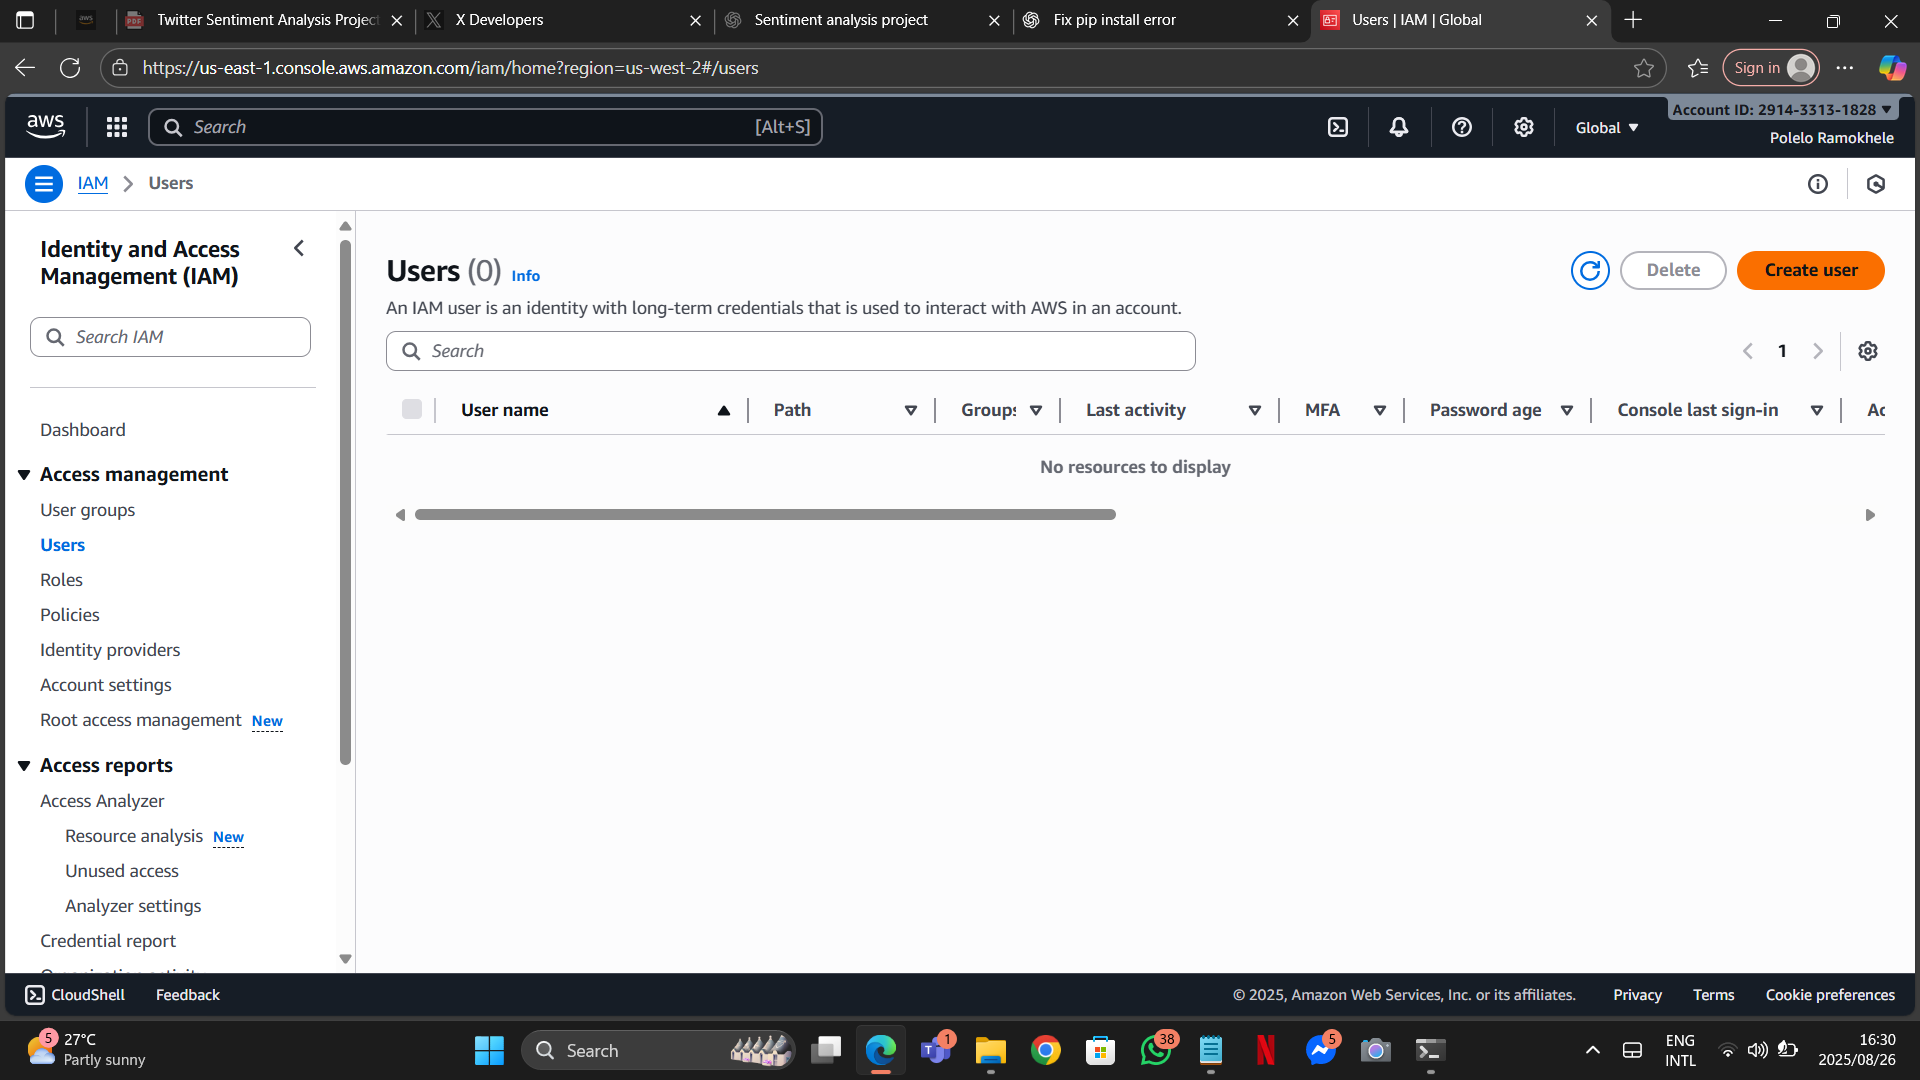 Twitter Sentiment Analysis Project
X Developers
Sentiment analysis project
Fix pip install error
Users | IAM | Global
https://us-east-1.console.aws.amazon.com/iam/home?region=us-west-2#/users
Sign in
aws
Search
[Alt+S]
Global
Account ID: 2914-3313-1828
Polelo Ramokhele
IAM
Users
Identity and Access
Management (IAM)
Search IAM
Dashboard
Access management
User groups
Users
Roles
Policies
Identity providers
Account settings
Root access management New
Access reports
Access Analyzer
Resource analysis New
Unused access
Analyzer settings
Credential report
Users (0) Info
Delete
Create user
An IAM user is an identity with long-term credentials that is used to interact with AWS in an account.
Search
1
User name
Path
Groups
Last activity
MFA
Password age
Console last sign-in
Ac
No resources to display
CloudShell
Feedback
© 2025, Amazon Web Services, Inc. or its affiliates.
Privacy
Terms
Cookie preferences
5
27°C
Partly sunny
Search
1
38
5
ENG
INTL
16:30
2025/08/26